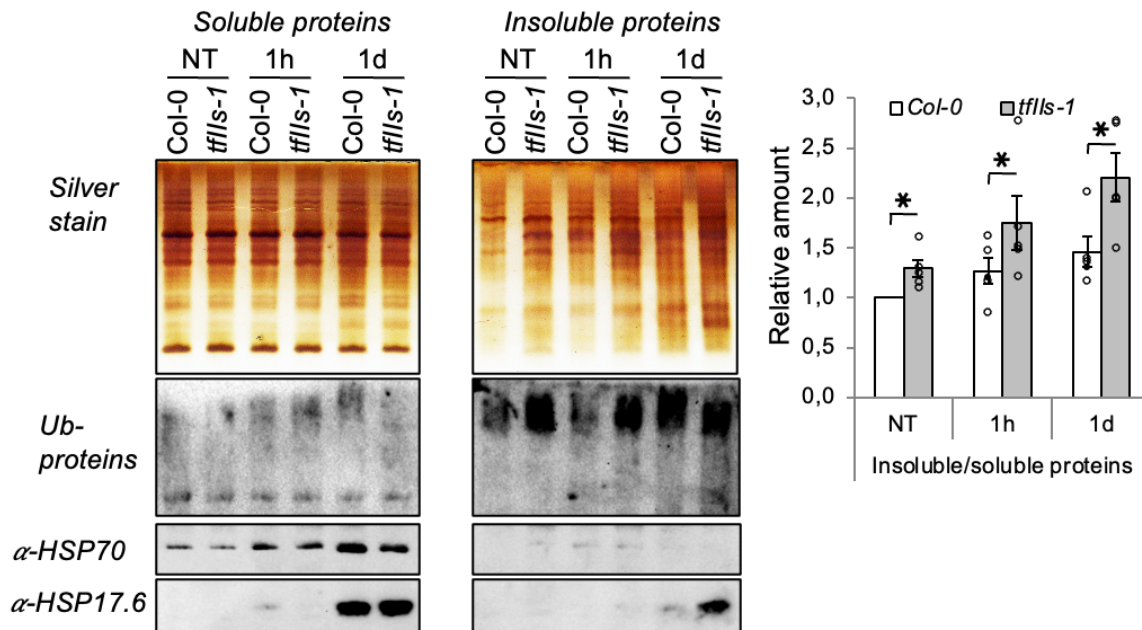 Soluble proteins
Insoluble proteins
NT 1h 1d
NT 1h 1d
Col-0 tfIIs-1 Col-0 tfIIs-1 Col-0 tfIIs-1
Col-0 tfIIs-1 Col-0 tfIIs-1 Col-0 tfIIs-1
Silver
stain
Ub-
proteins
α-HSP70
α-HSP17.6
Col-0 tfIIs-1
Relative amount
3,0
2,5
2,0
1,5
1,0
0,5
0,0
* * *
NT 1h 1d
Insoluble/soluble proteins